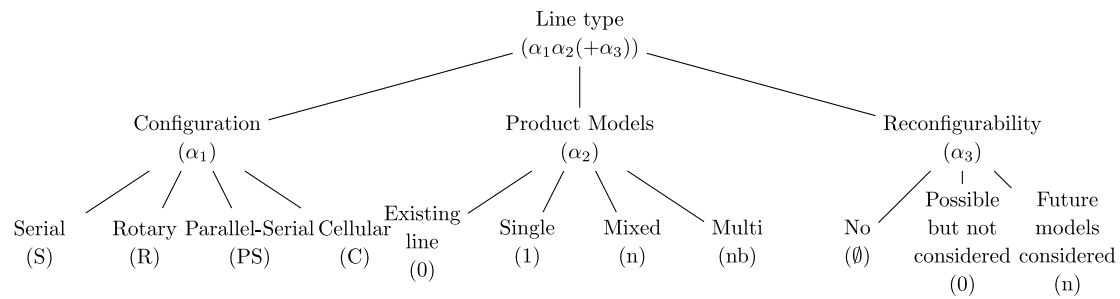 Line type
(α₁α₂(+α₃))
Configuration
(α₁)
Product Models
(α₂)
Reconfigurability
(α₃)
Serial
(S)
Rotary
(R)
Parallel-Serial
(PS)
Cellular
(C)
Existing
line
(0)
Single
(1)
Mixed
(n)
Multi
(nb)
No
(∅)
Possible
but not
considered
(0)
Future
models
considered
(n)